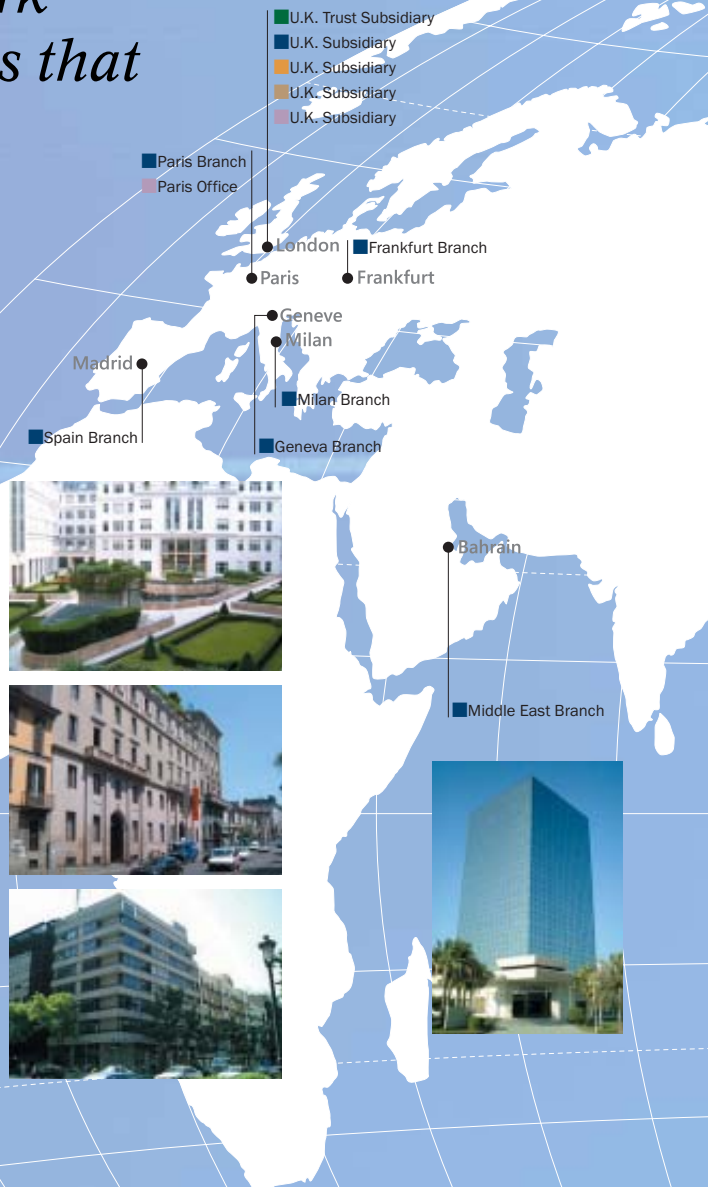 s that
U.K. Trust Subsidiary
U.K. Subsidiary
U.K. Subsidiary
U.K. Subsidiary
U.K. Subsidiary
Paris Branch
Paris Office
London
Frankfurt Branch
Paris
Frankfurt
Geneve
Milan
Madrid
Milan Branch
Spain Branch
Geneva Branch
Bahrain
Middle East Branch